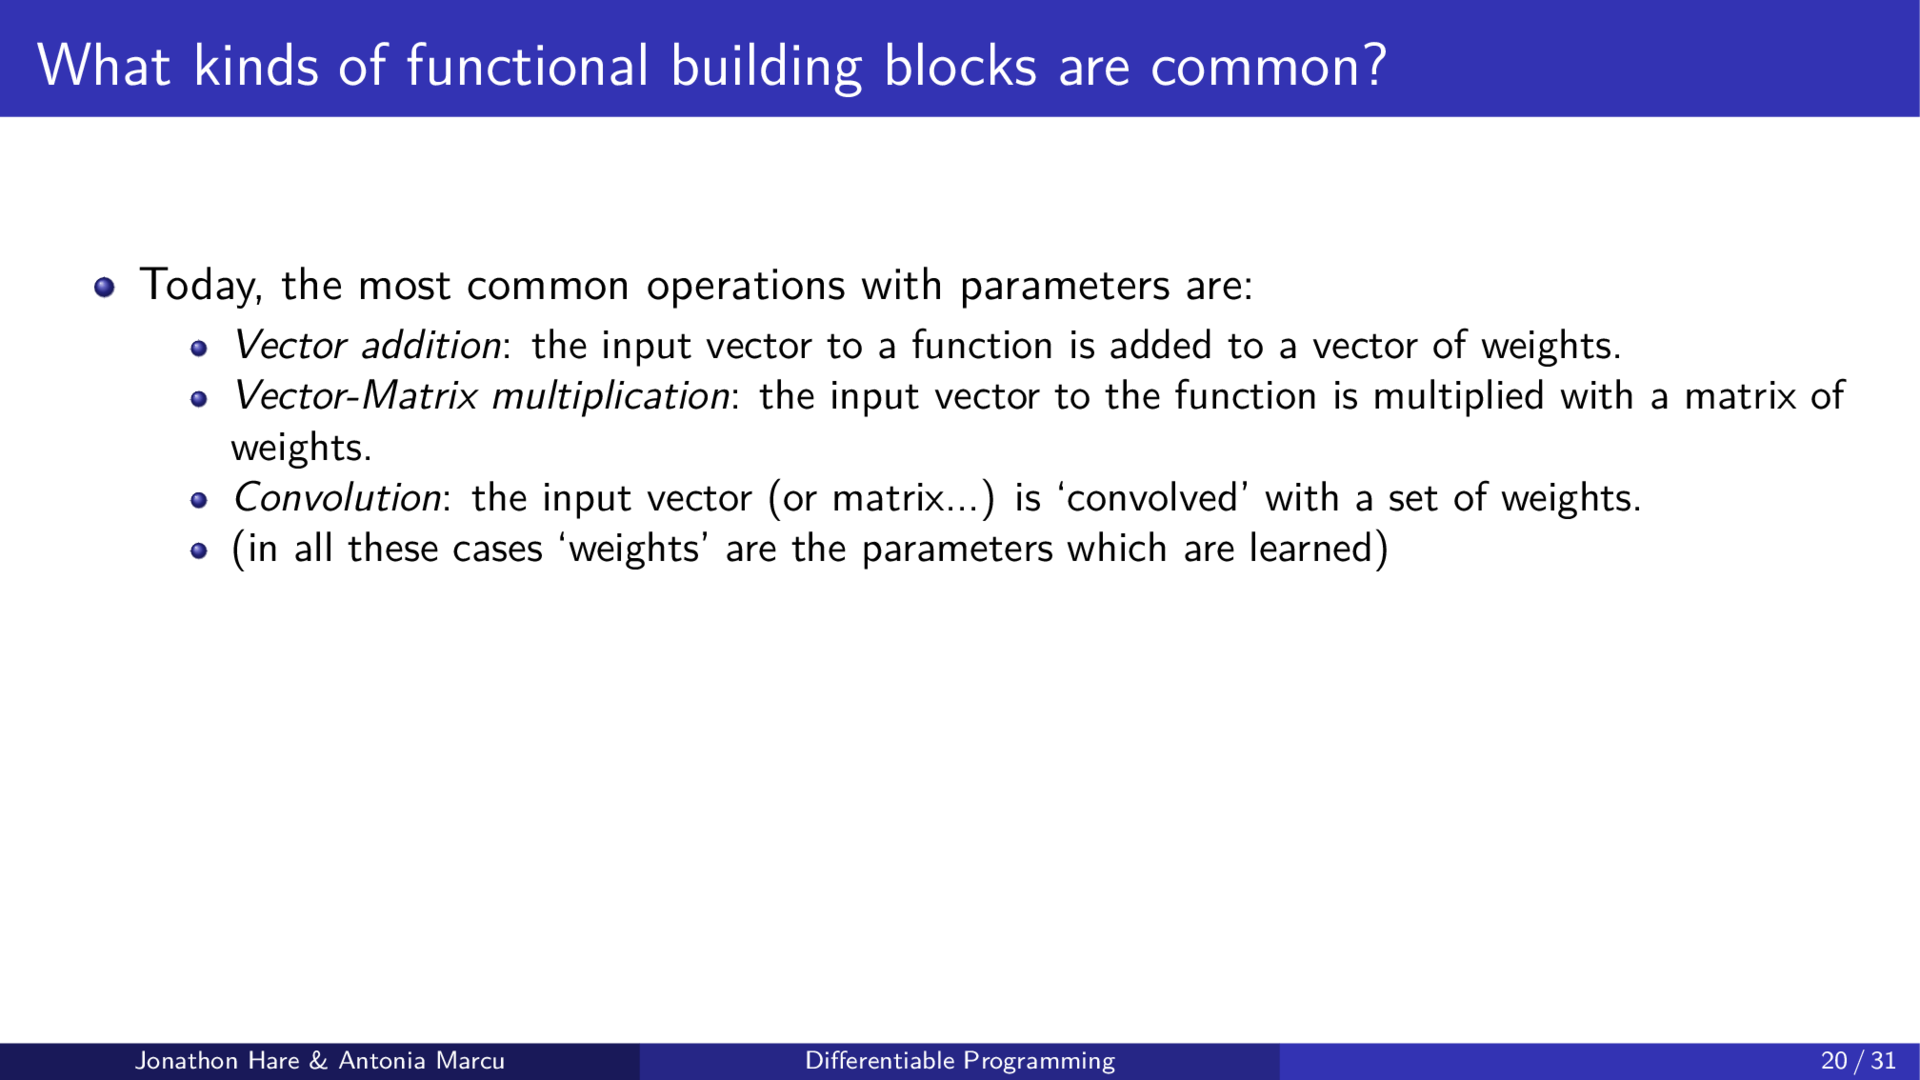 What kinds of functional building blocks are common?
Today, the most common operations with parameters are:
Vector addition: the input vector to a function is added to a vector of weights.
Vector-Matrix multiplication: the input vector to the function is multiplied with a matrix of
weights.
Convolution: the input vector (or matrix...) is ‘convolved’ with a set of weights.
(in all these cases ‘weights’ are the parameters which are learned)
Jonathon Hare & Antonia Marcu
Differentiable Programming
20 / 31